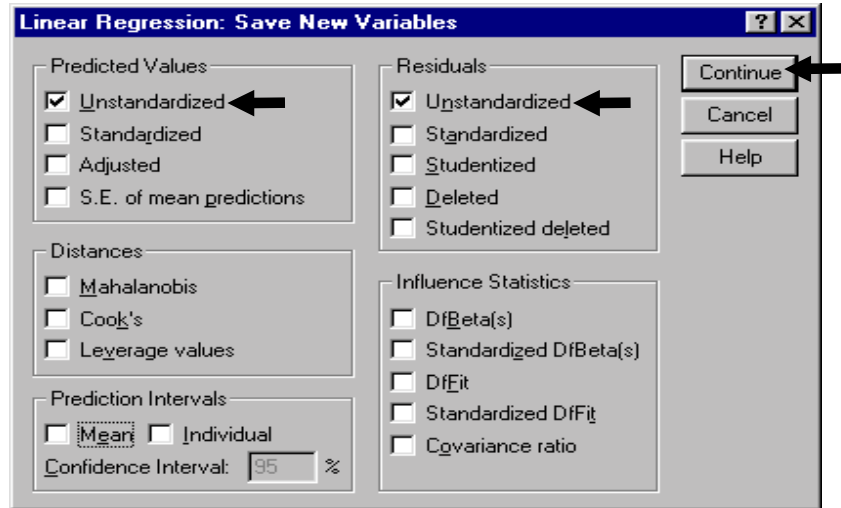 Linear Regression: Save New Variables
Predicted Values
Unstandardized
Standardized
Adjusted
S.E. of mean predictions
Distances
Mahalanobis
Cook's
Leverage values
Prediction Intervals
Mean Individual
Confidence Interval: 95 %
Residuals
Unstandardized
Standardized
Studentized
Deleted
Studentized deleted
Influence Statistics
DfBeta(s)
Standardized DfBeta(s)
DfFit
Standardized DfFit
Covariance ratio
Continue
Cancel
Help